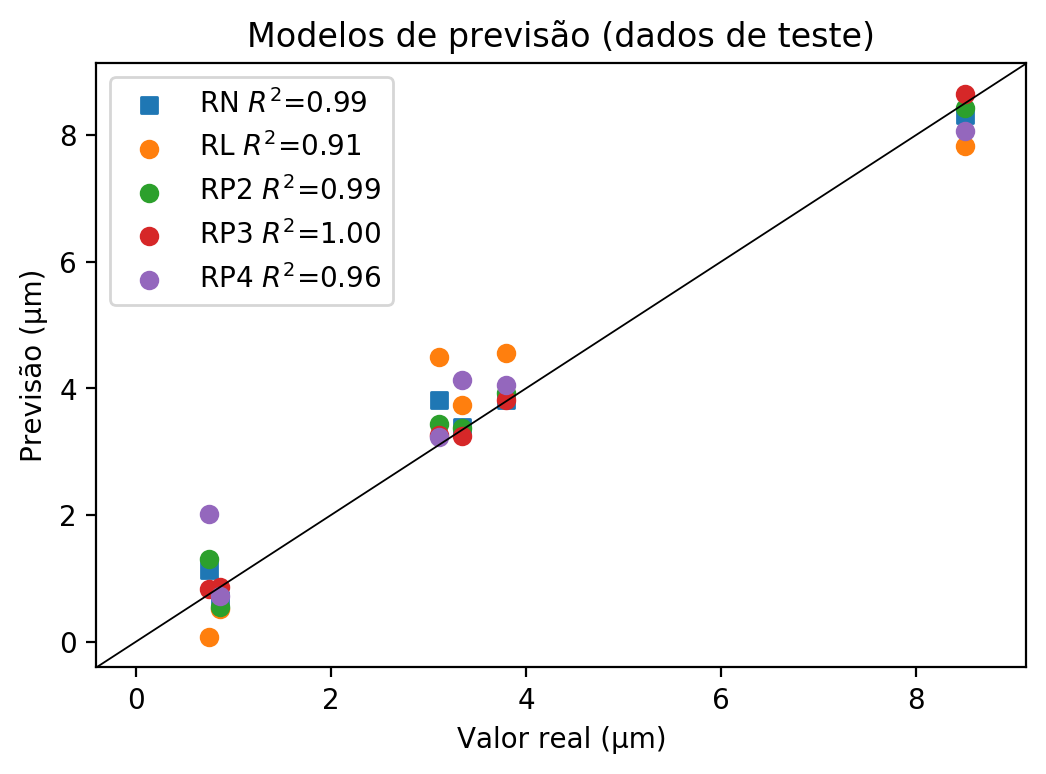 Modelos de previsão (dados de teste)
RN R²=0.99
RL R²=0.91
RP2 R²=0.99
RP3 R²=1.00
RP4 R²=0.96
8
6
4
2
0
Previsão (μm)
0 2 4 6 8
Valor real (μm)